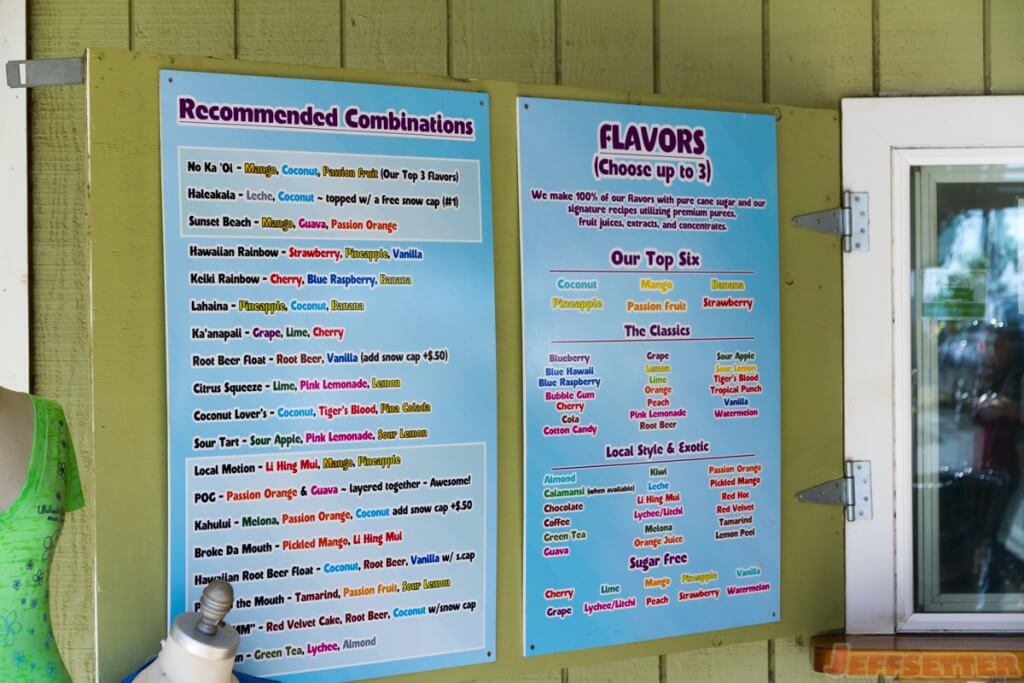 Recommended Combinations
No Ka 'Oi - Mango, Coconut, Passion Fruit (Our Top 3 Flavors)
Haleakala - Leche, Coconut ~ topped w/ a free snow cap (#1)
Sunset Beach - Mango, Guava, Passion Orange
Hawaiian Rainbow - Strawberry, Pineapple, Vanilla
Keiki Rainbow - Cherry, Blue Raspberry, Banana
Lahaina - Pineapple, Coconut, Banana
Ka'anapali - Grape, Lime, Cherry
Root Beer Float - Root Beer, Vanilla (add snow cap +$.50)
Citrus Squeeze - Lime, Pink Lemonade, Lemon
Coconut Lover's - Coconut, Tiger's Blood, Pina Colada
Sour Tart - Sour Apple, Pink Lemonade, Sour Lemon
Local Motion - Li Hing Mui, Mango, Pineapple
POG - Passion Orange & Guava ~ layered together - Awesome!
Kahului - Melona, Passion Orange, Coconut add snow cap +$.50
Broke Da Mouth - Pickled Mango, Li Hing Mui
Hawaiian Root Beer Float - Coconut, Root Beer, Vanilla w/ s.cap
the Mouth - Tamarind, Passion Fruit, Sour Lemon
MM" - Red Velvet Cake, Root Beer, Coconut w/snow cap
- Green Tea, Lychee, Almond
FLAVORS
(Choose up to 3)
We make 100% of our flavors with pure cane sugar and our
signature recipes utilizing premium purees,
fruit juices, extracts, and concentrates.
Our Top Six
Coconut Mango Banana
Pineapple Passion Fruit Strawberry
The Classics
Blueberry Grape Sour Apple
Blue Hawaii Lemon Sour Lemon
Blue Raspberry Lime Tiger's Blood
Bubble Gum Orange Tropical Punch
Cherry Peach Vanilla
Cola Pink Lemonade Watermelon
Cotton Candy Root Beer
Local Style & Exotic
Almond Kiwi Passion Orange
Calamansi (when available) Leche Pickled Mango
Chocolate Li Hing Mui Red Hot
Coffee Lychee/Litchi Red Velvet
Green Tea Melona Tamarind
Guava Orange Juice Lemon Peel
Sugar Free
Cherry Lime Mango Pineapple Vanilla
Grape Lychee/Litchi Peach Strawberry Watermelon
JEFFSETTER